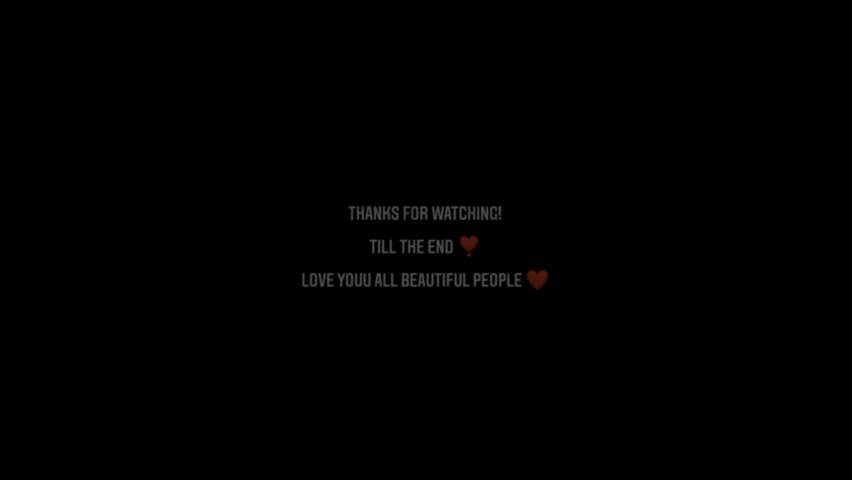 THANKS FOR WATCHING!
TILL THE END ❣️
LOVE YOUU ALL BEAUTIFUL PEOPLE ❤️